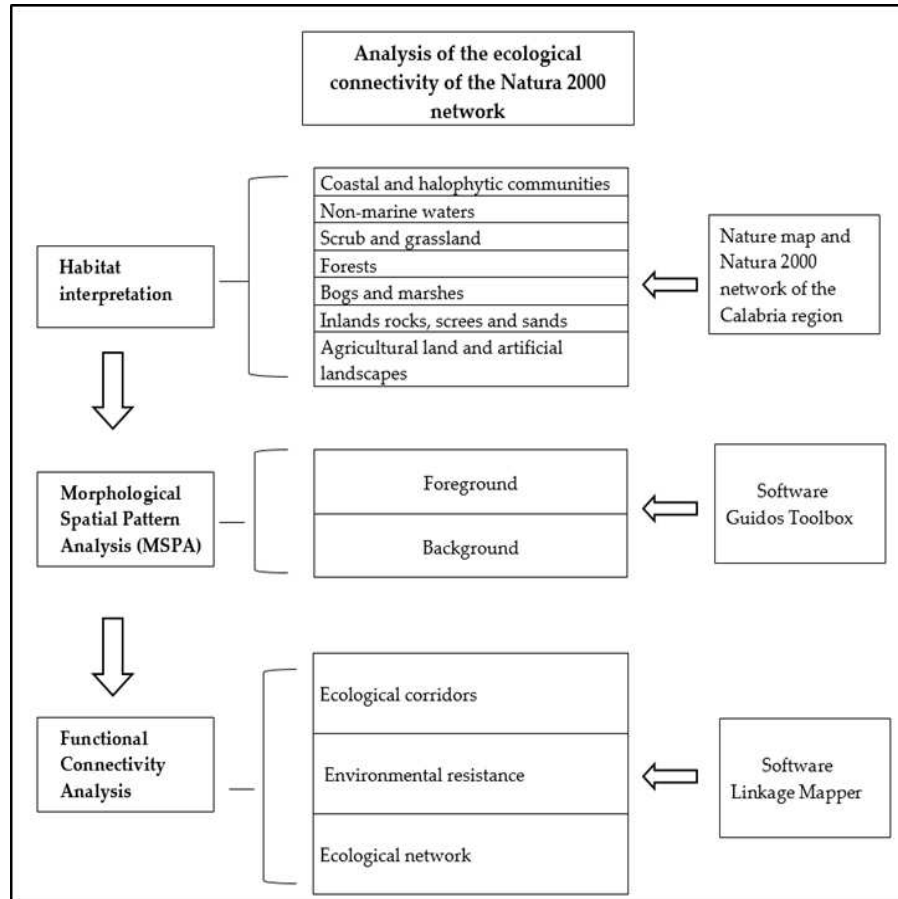 Analysis of the ecological
connectivity of the Natura 2000
network
Habitat
interpretation
Coastal and halophytic communities
Non-marine waters
Scrub and grassland
Forests
Bogs and marshes
Inlands rocks, screes and sands
Agricultural land and artificial
landscapes
Nature map and
Natura 2000
network of the
Calabria region
Morphological
Spatial Pattern
Analysis (MSPA)
Foreground
Background
Software
Guidos Toolbox
Functional
Connectivity
Analysis
Ecological corridors
Environmental resistance
Ecological network
Software
Linkage Mapper